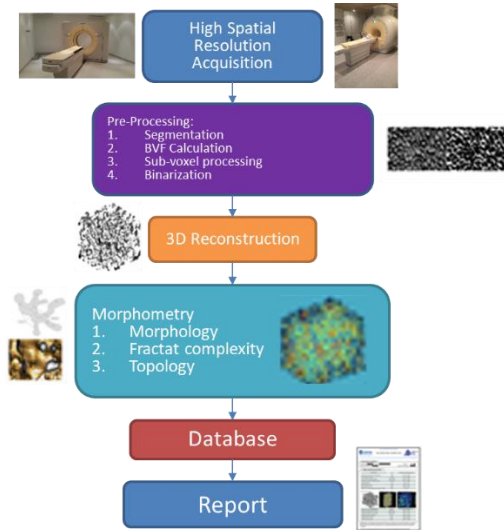 High Spatial
Resolution
Acquisition
Pre-Processing:
1. Segmentation
2. BVF Calculation
3. Sub-voxel processing
4. Binarization
3D Reconstruction
Morphometry
1. Morphology
2. Fractat complexity
3. Topology
Database
Report